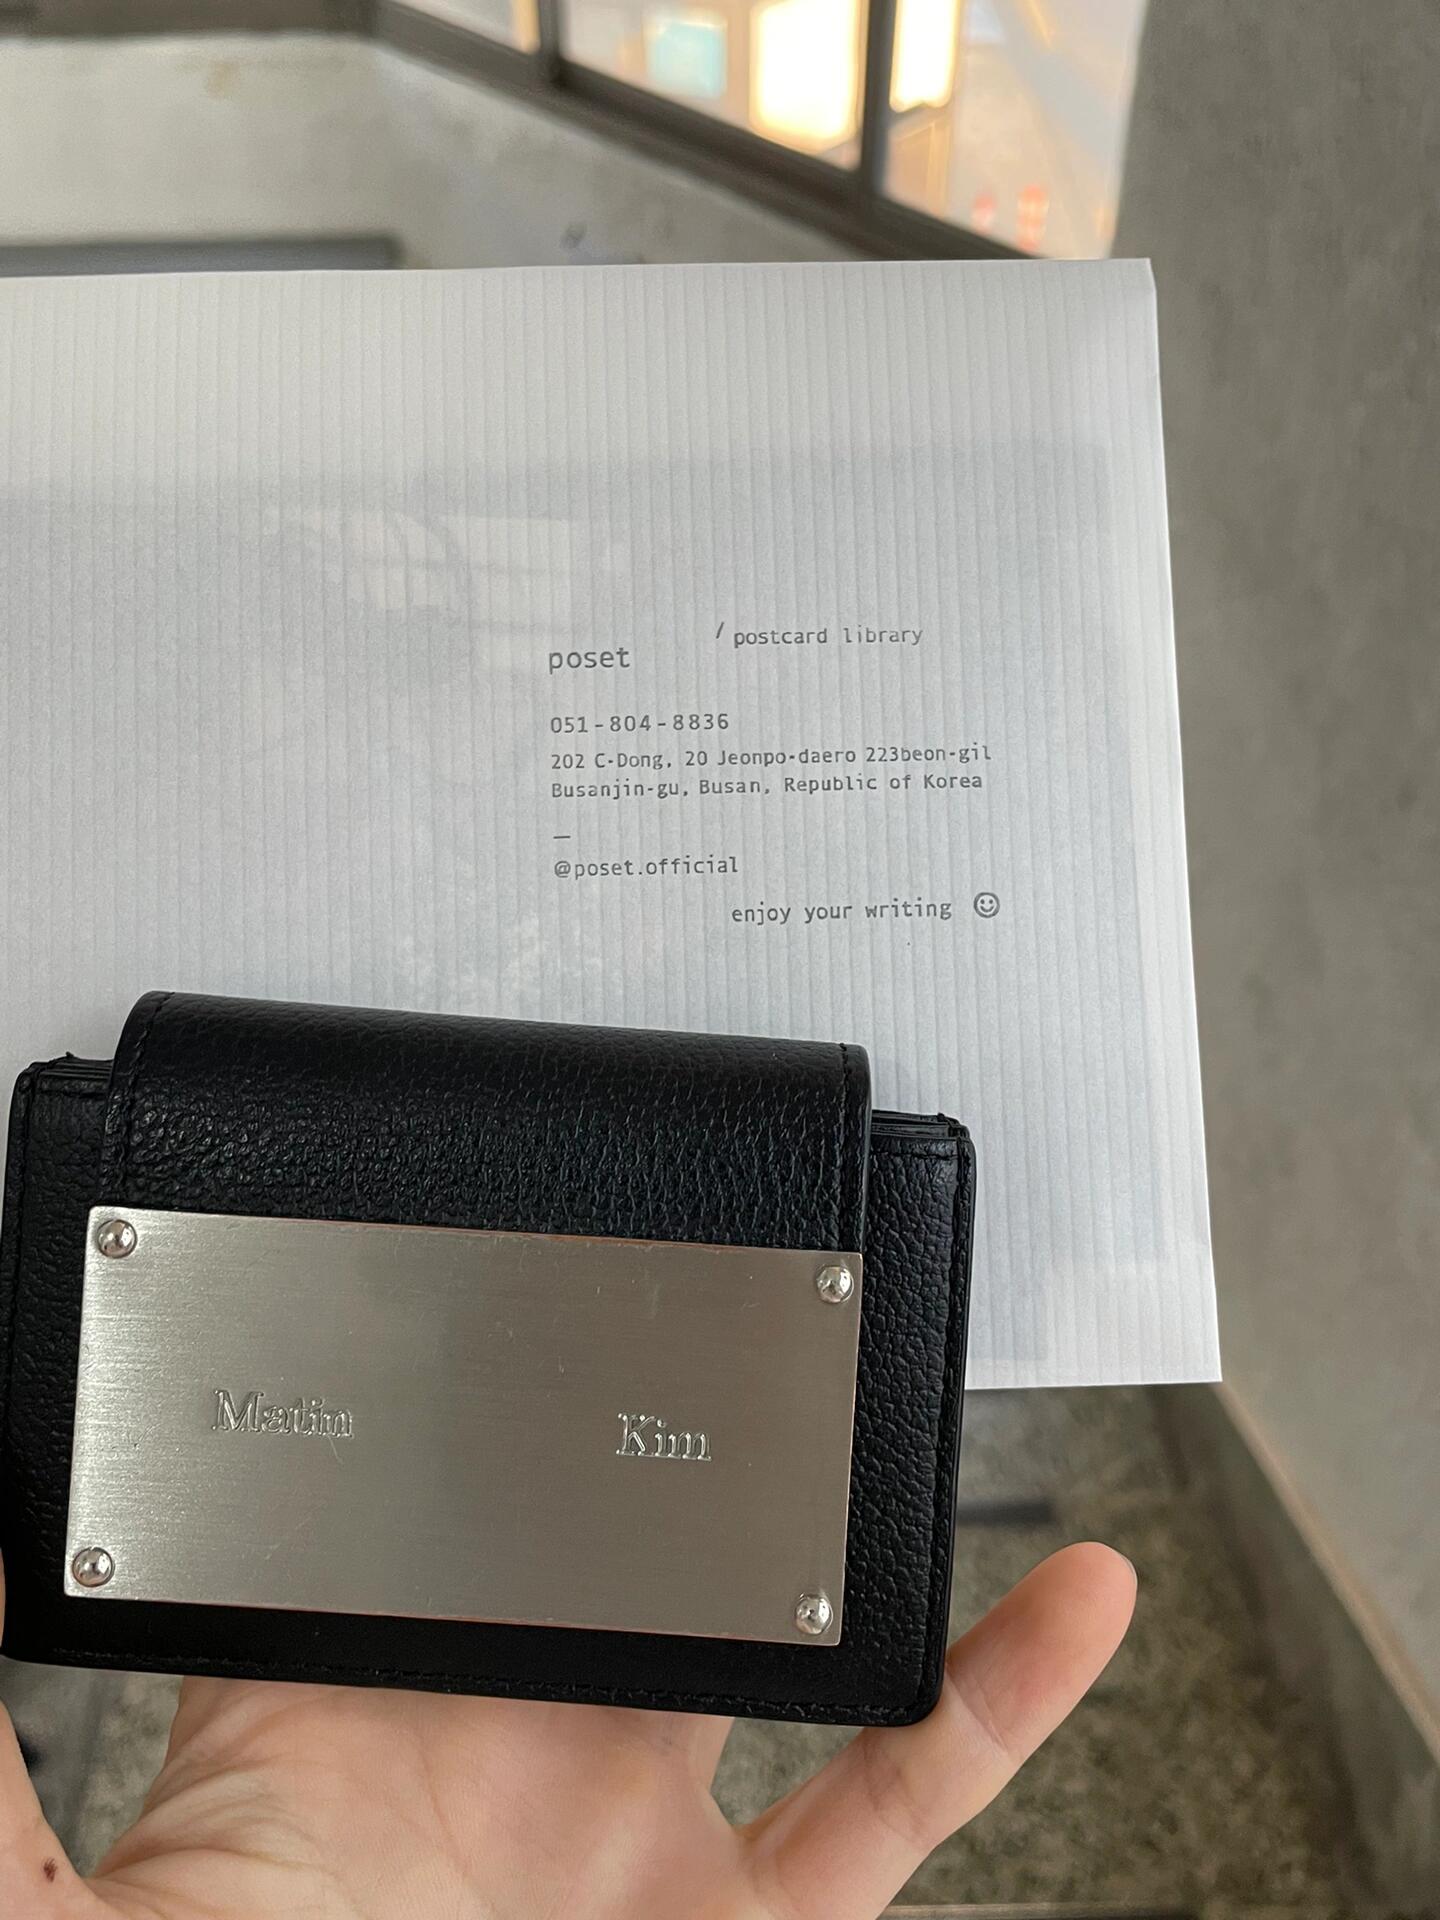 poset / postcard library
051-804-8836
202 C-Dong, 20 Jeonpo-daero 223beon-gil
Busanjin-gu, Busan, Republic of Korea
—
@poset.official
enjoy your writing ☺
Matin Kim